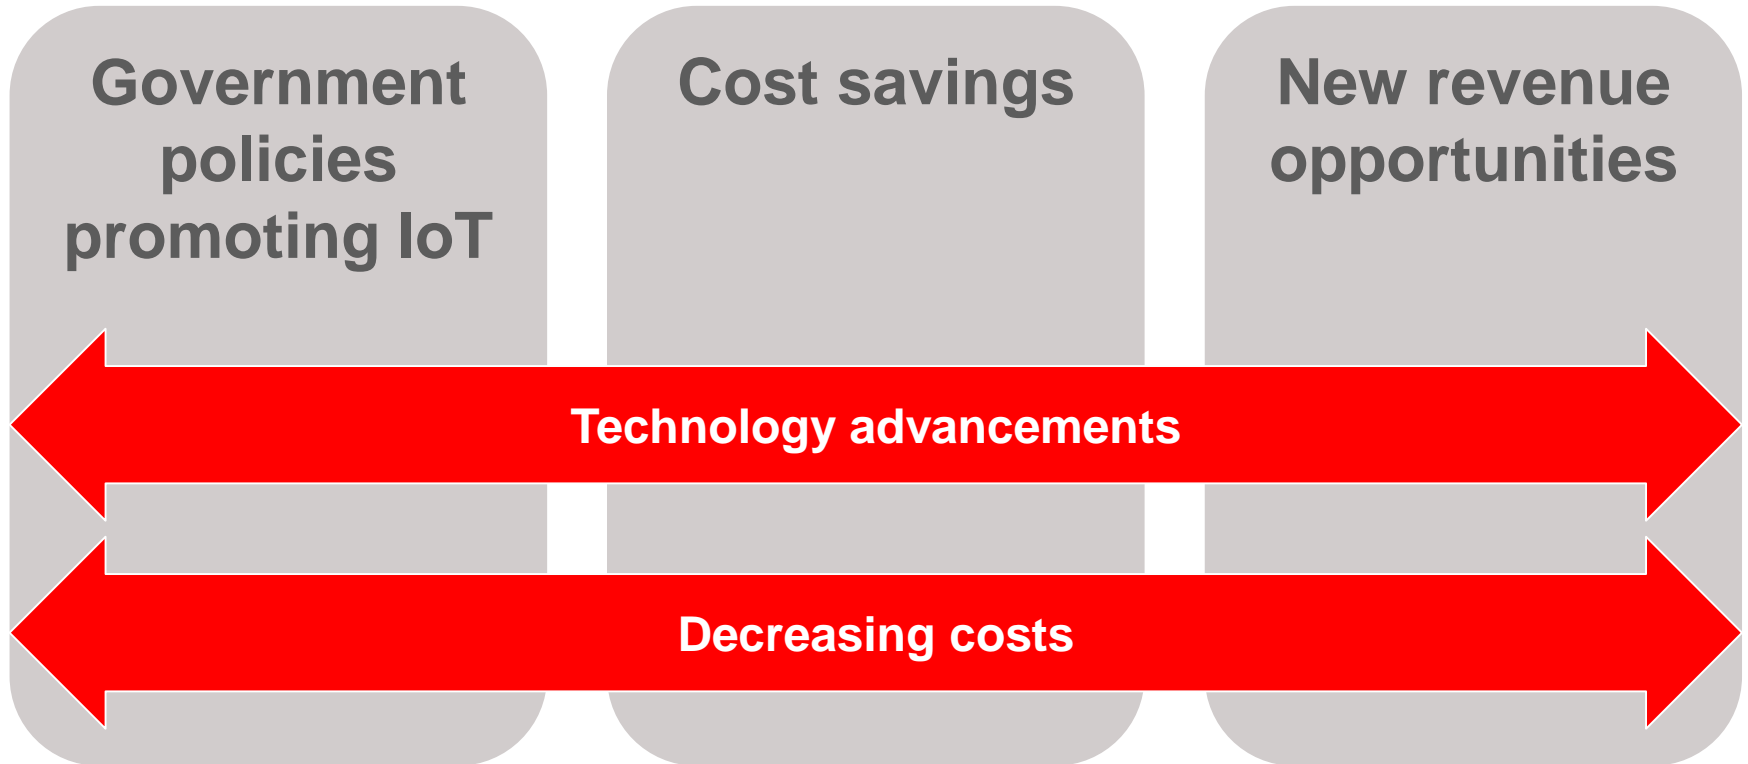 Government
policies
promoting IoT
Cost savings
New revenue
opportunities
Technology advancements
Decreasing costs